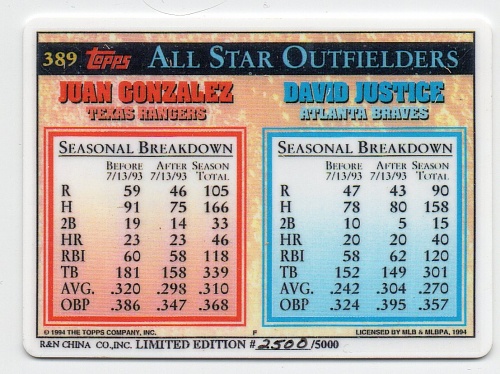 389 Topps ALL STAR OUTFIELDERS
JUAN GONZALEZ
TEXAS RANGERS
SEASONAL BREAKDOWN
BEFORE AFTER SEASON
7/13/93 7/13/93 TOTAL
R 59 46 105
H 91 75 166
2B 19 14 33
HR 23 23 46
RBI 60 58 118
TB 181 158 339
AVG. .320 .298 .310
OBP .386 .347 .368
DAVID JUSTICE
ATLANTA BRAVES
SEASONAL BREAKDOWN
BEFORE AFTER SEASON
7/13/93 7/13/93 TOTAL
R 47 43 90
H 78 80 158
2B 10 5 15
HR 20 20 40
RBI 58 62 120
TB 152 149 301
AVG. .242 .304 .270
OBP .324 .395 .357
© 1994 THE TOPPS COMPANY, INC. F LICENSED BY MLB & MLBPA, 1994
R&N CHINA CO.,INC. LIMITED EDITION # 2500 /5000